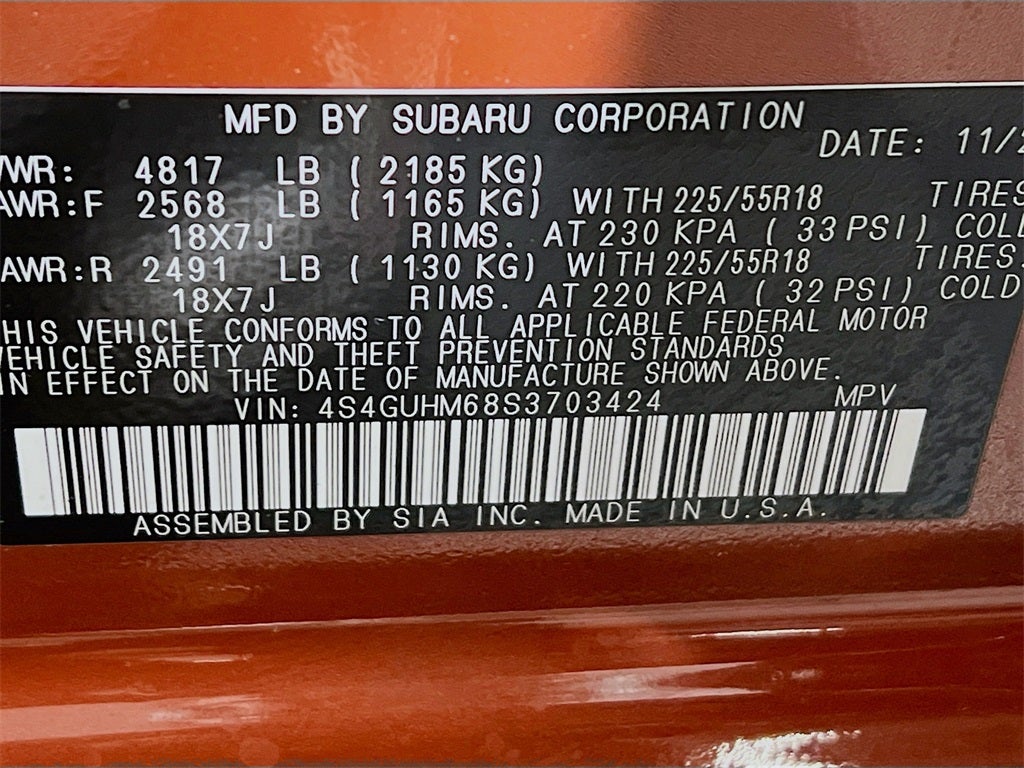 MFD BY SUBARU CORPORATION
DATE: 11/2
VWR: 4817 LB ( 2185 KG)
AWR:F 2568 LB ( 1165 KG) WITH 225/55R18 TIRES
18X7J RIMS. AT 230 KPA ( 33 PSI) COLD
AWR:R 2491 LB ( 1130 KG) WITH 225/55R18 TIRES.
18X7J RIMS. AT 220 KPA ( 32 PSI) COLD
HIS VEHICLE CONFORMS TO ALL APPLICABLE FEDERAL MOTOR
VEHICLE SAFETY AND THEFT PREVENTION STANDARDS
IN EFFECT ON THE DATE OF MANUFACTURE SHOWN ABOVE.
VIN: 4S4GUHM68S3703424 MPV
ASSEMBLED BY SIA INC. MADE IN U.S.A.